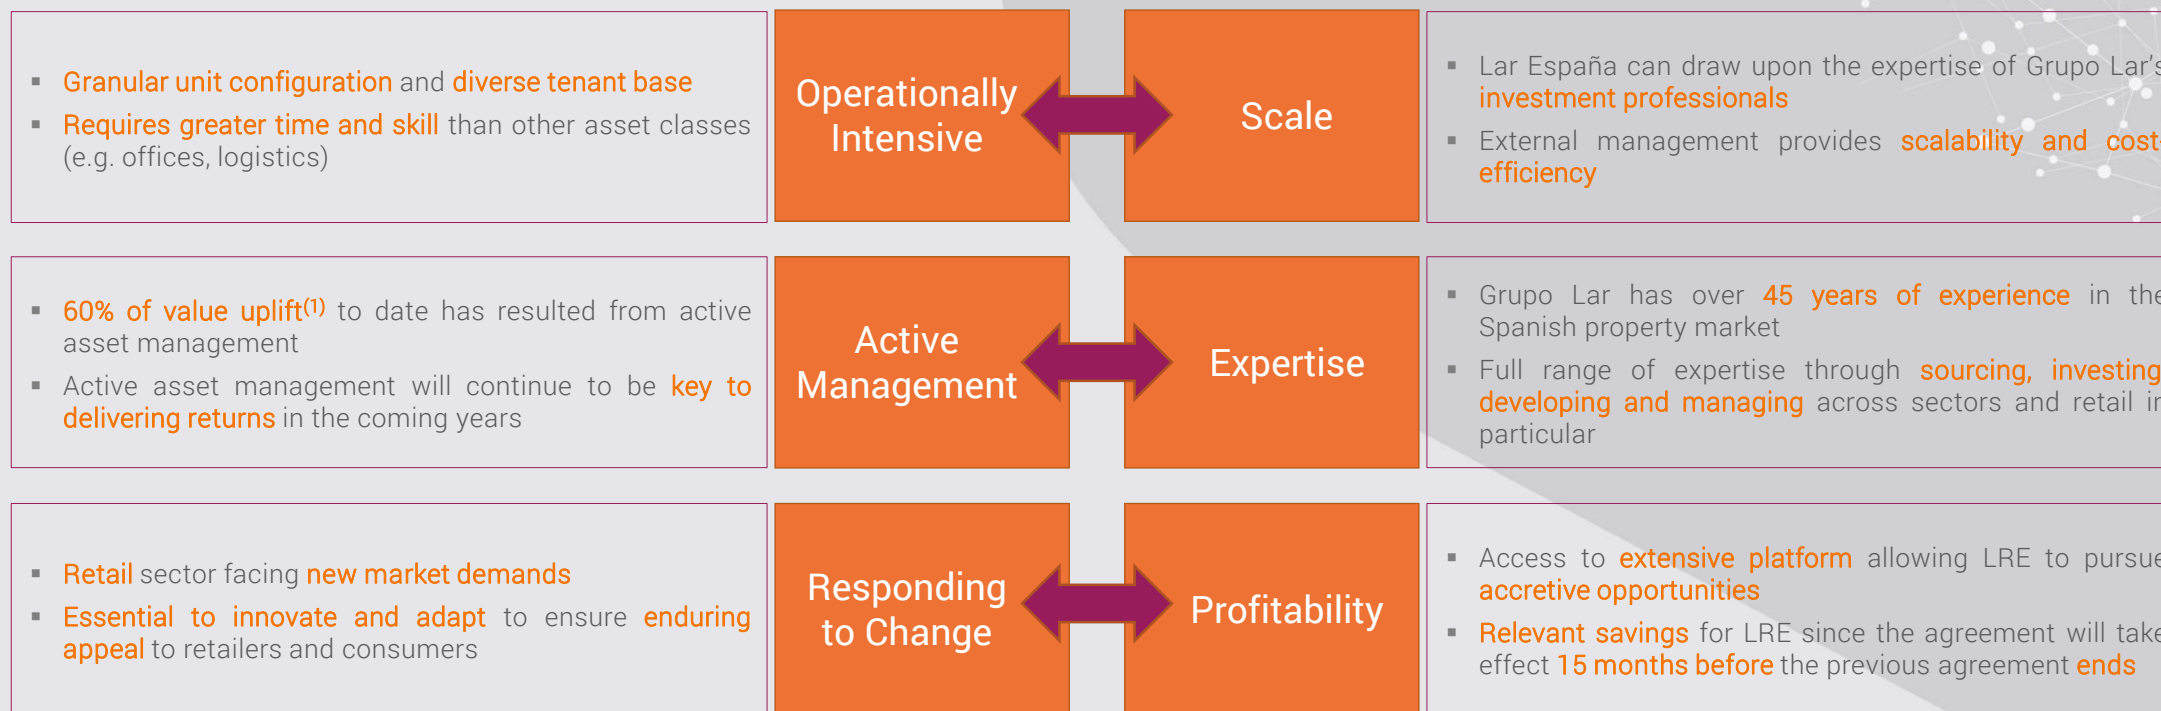 ▪ Granular unit configuration and diverse tenant base
▪ Requires greater time and skill than other asset classes
(e.g. offices, logistics)
Operationally
Intensive
Scale
▪ Lar España can draw upon the expertise of Grupo Lar's
investment professionals
▪ External management provides scalability and cost-
efficiency
▪ 60% of value uplift(1) to date has resulted from active
asset management
▪ Active asset management will continue to be key to
delivering returns in the coming years
Active
Management
Expertise
▪ Grupo Lar has over 45 years of experience in the
Spanish property market
▪ Full range of expertise through sourcing, investing,
developing and managing across sectors and retail in
particular
▪ Retail sector facing new market demands
▪ Essential to innovate and adapt to ensure enduring
appeal to retailers and consumers
Responding
to Change
Profitability
▪ Access to extensive platform allowing LRE to pursue
accretive opportunities
▪ Relevant savings for LRE since the agreement will take
effect 15 months before the previous agreement ends